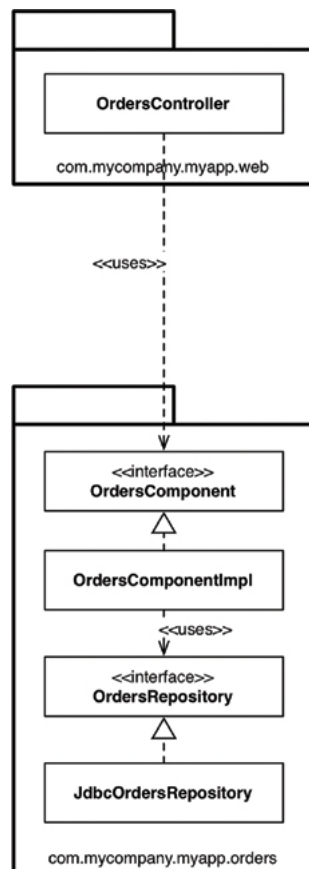 OrdersController
com.mycompany.myapp.web
<<uses>>
<<interface>>
OrdersComponent
OrdersComponentImpl
<<uses>>
<<interface>>
OrdersRepository
JdbcOrdersRepository
com.mycompany.myapp.orders